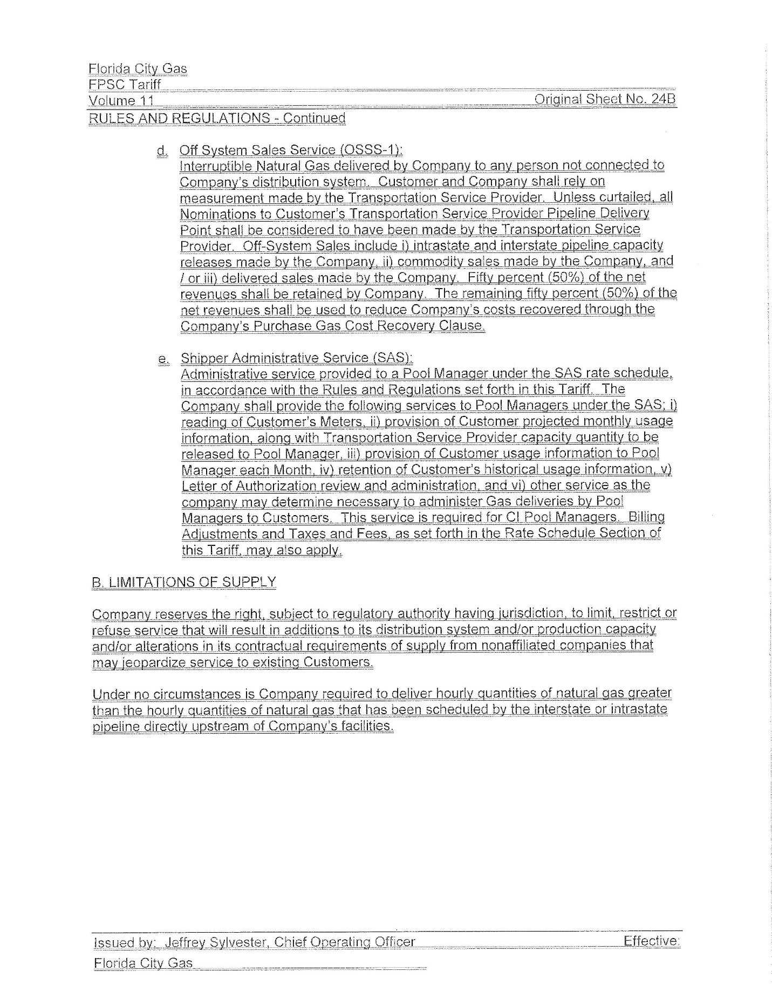 Florida City Gas
FPSC Tariff
Volume 11 Original Sheet No. 24B
RULES AND REGULATIONS - Continued
d. Off System Sales Service (OSSS-1):
Interruptible Natural Gas delivered by Company to any person not connected to
Company's distribution system. Customer and Company shall rely on
measurement made by the Transportation Service Provider. Unless curtailed, all
Nominations to Customer's Transportation Service Provider Pipeline Delivery
Point shall be considered to have been made by the Transportation Service
Provider. Off-System Sales include i) intrastate and interstate pipeline capacity
releases made by the Company, ii) commodity sales made by the Company, and
/ or iii) delivered sales made by the Company. Fifty percent (50%) of the net
revenues shall be retained by Company. The remaining fifty percent (50%) of the
net revenues shall be used to reduce Company's costs recovered through the
Company's Purchase Gas Cost Recovery Clause.
e. Shipper Administrative Service (SAS):
Administrative service provided to a Pool Manager under the SAS rate schedule,
in accordance with the Rules and Regulations set forth in this Tariff. The
Company shall provide the following services to Pool Managers under the SAS; i)
reading of Customer's Meters, ii) provision of Customer projected monthly usage
information, along with Transportation Service Provider capacity quantity to be
released to Pool Manager, iii) provision of Customer usage information to Pool
Manager each Month, iv) retention of Customer's historical usage information, v)
Letter of Authorization review and administration, and vi) other service as the
company may determine necessary to administer Gas deliveries by Pool
Managers to Customers. This service is required for CI Pool Managers. Billing
Adjustments and Taxes and Fees, as set forth in the Rate Schedule Section of
this Tariff, may also apply.
B. LIMITATIONS OF SUPPLY
Company reserves the right, subject to regulatory authority having jurisdiction, to limit, restrict or
refuse service that will result in additions to its distribution system and/or production capacity
and/or alterations in its contractual requirements of supply from nonaffiliated companies that
may jeopardize service to existing Customers.
Under no circumstances is Company required to deliver hourly quantities of natural gas greater
than the hourly quantities of natural gas that has been scheduled by the interstate or intrastate
pipeline directly upstream of Company's facilities.
Issued by: Jeffrey Sylvester, Chief Operating Officer Effective:
Florida City Gas